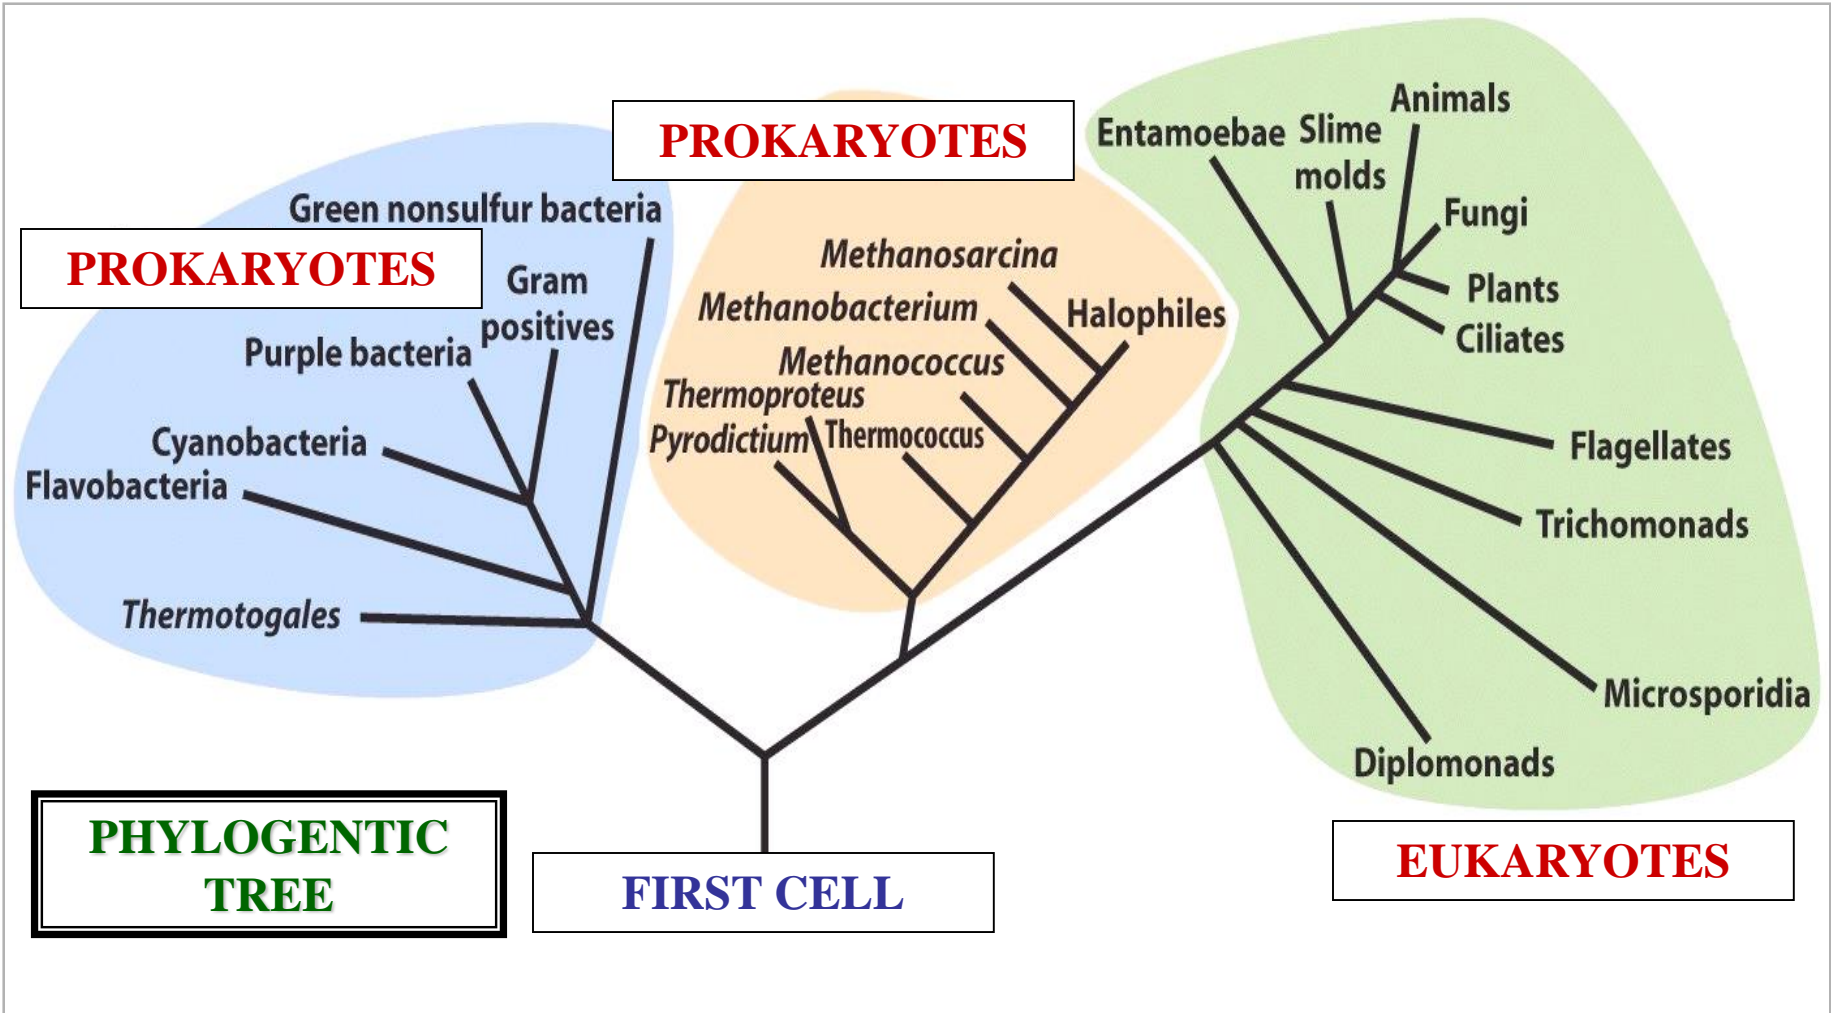 PROKARYOTES
Green nonsulfur bacteria
PROKARYOTES
Gram
positives
Purple bacteria
Cyanobacteria
Flavobacteria
Thermotogales
Methanosarcina
Methanobacterium
Halophiles
Methanococcus
Thermoproteus
Pyrodictium
Thermococcus
Entamoebae
Slime
molds
Animals
Fungi
Plants
Ciliates
Flagellates
Trichomonads
Microsporidia
Diplomonads
EUKARYOTES
PHYLOGENTIC
TREE
FIRST CELL